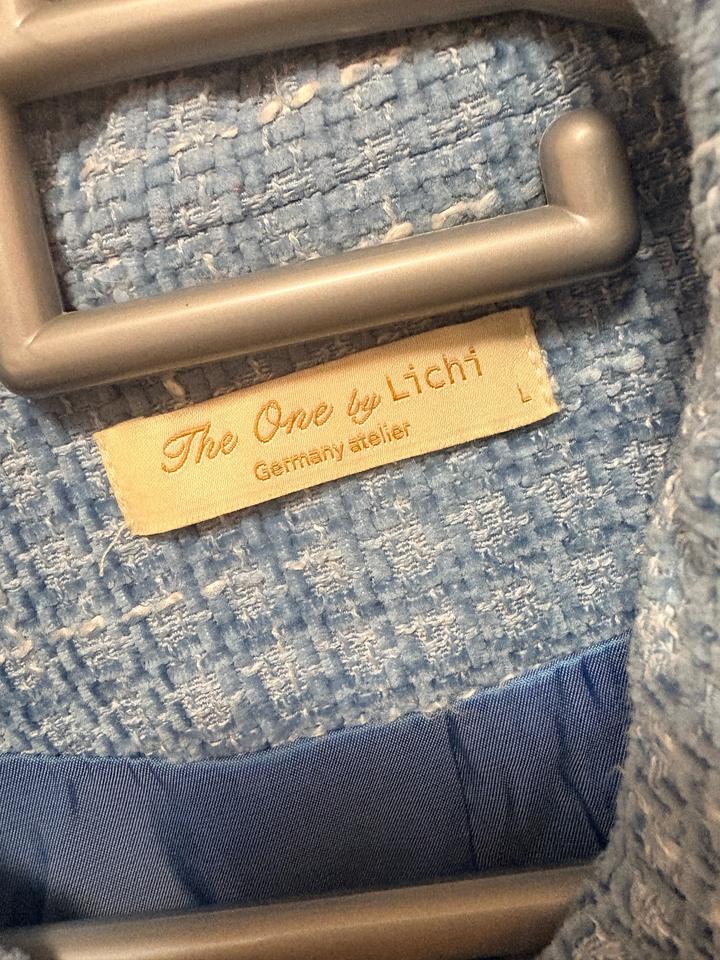 The One by Lichi
Germany atelier
L